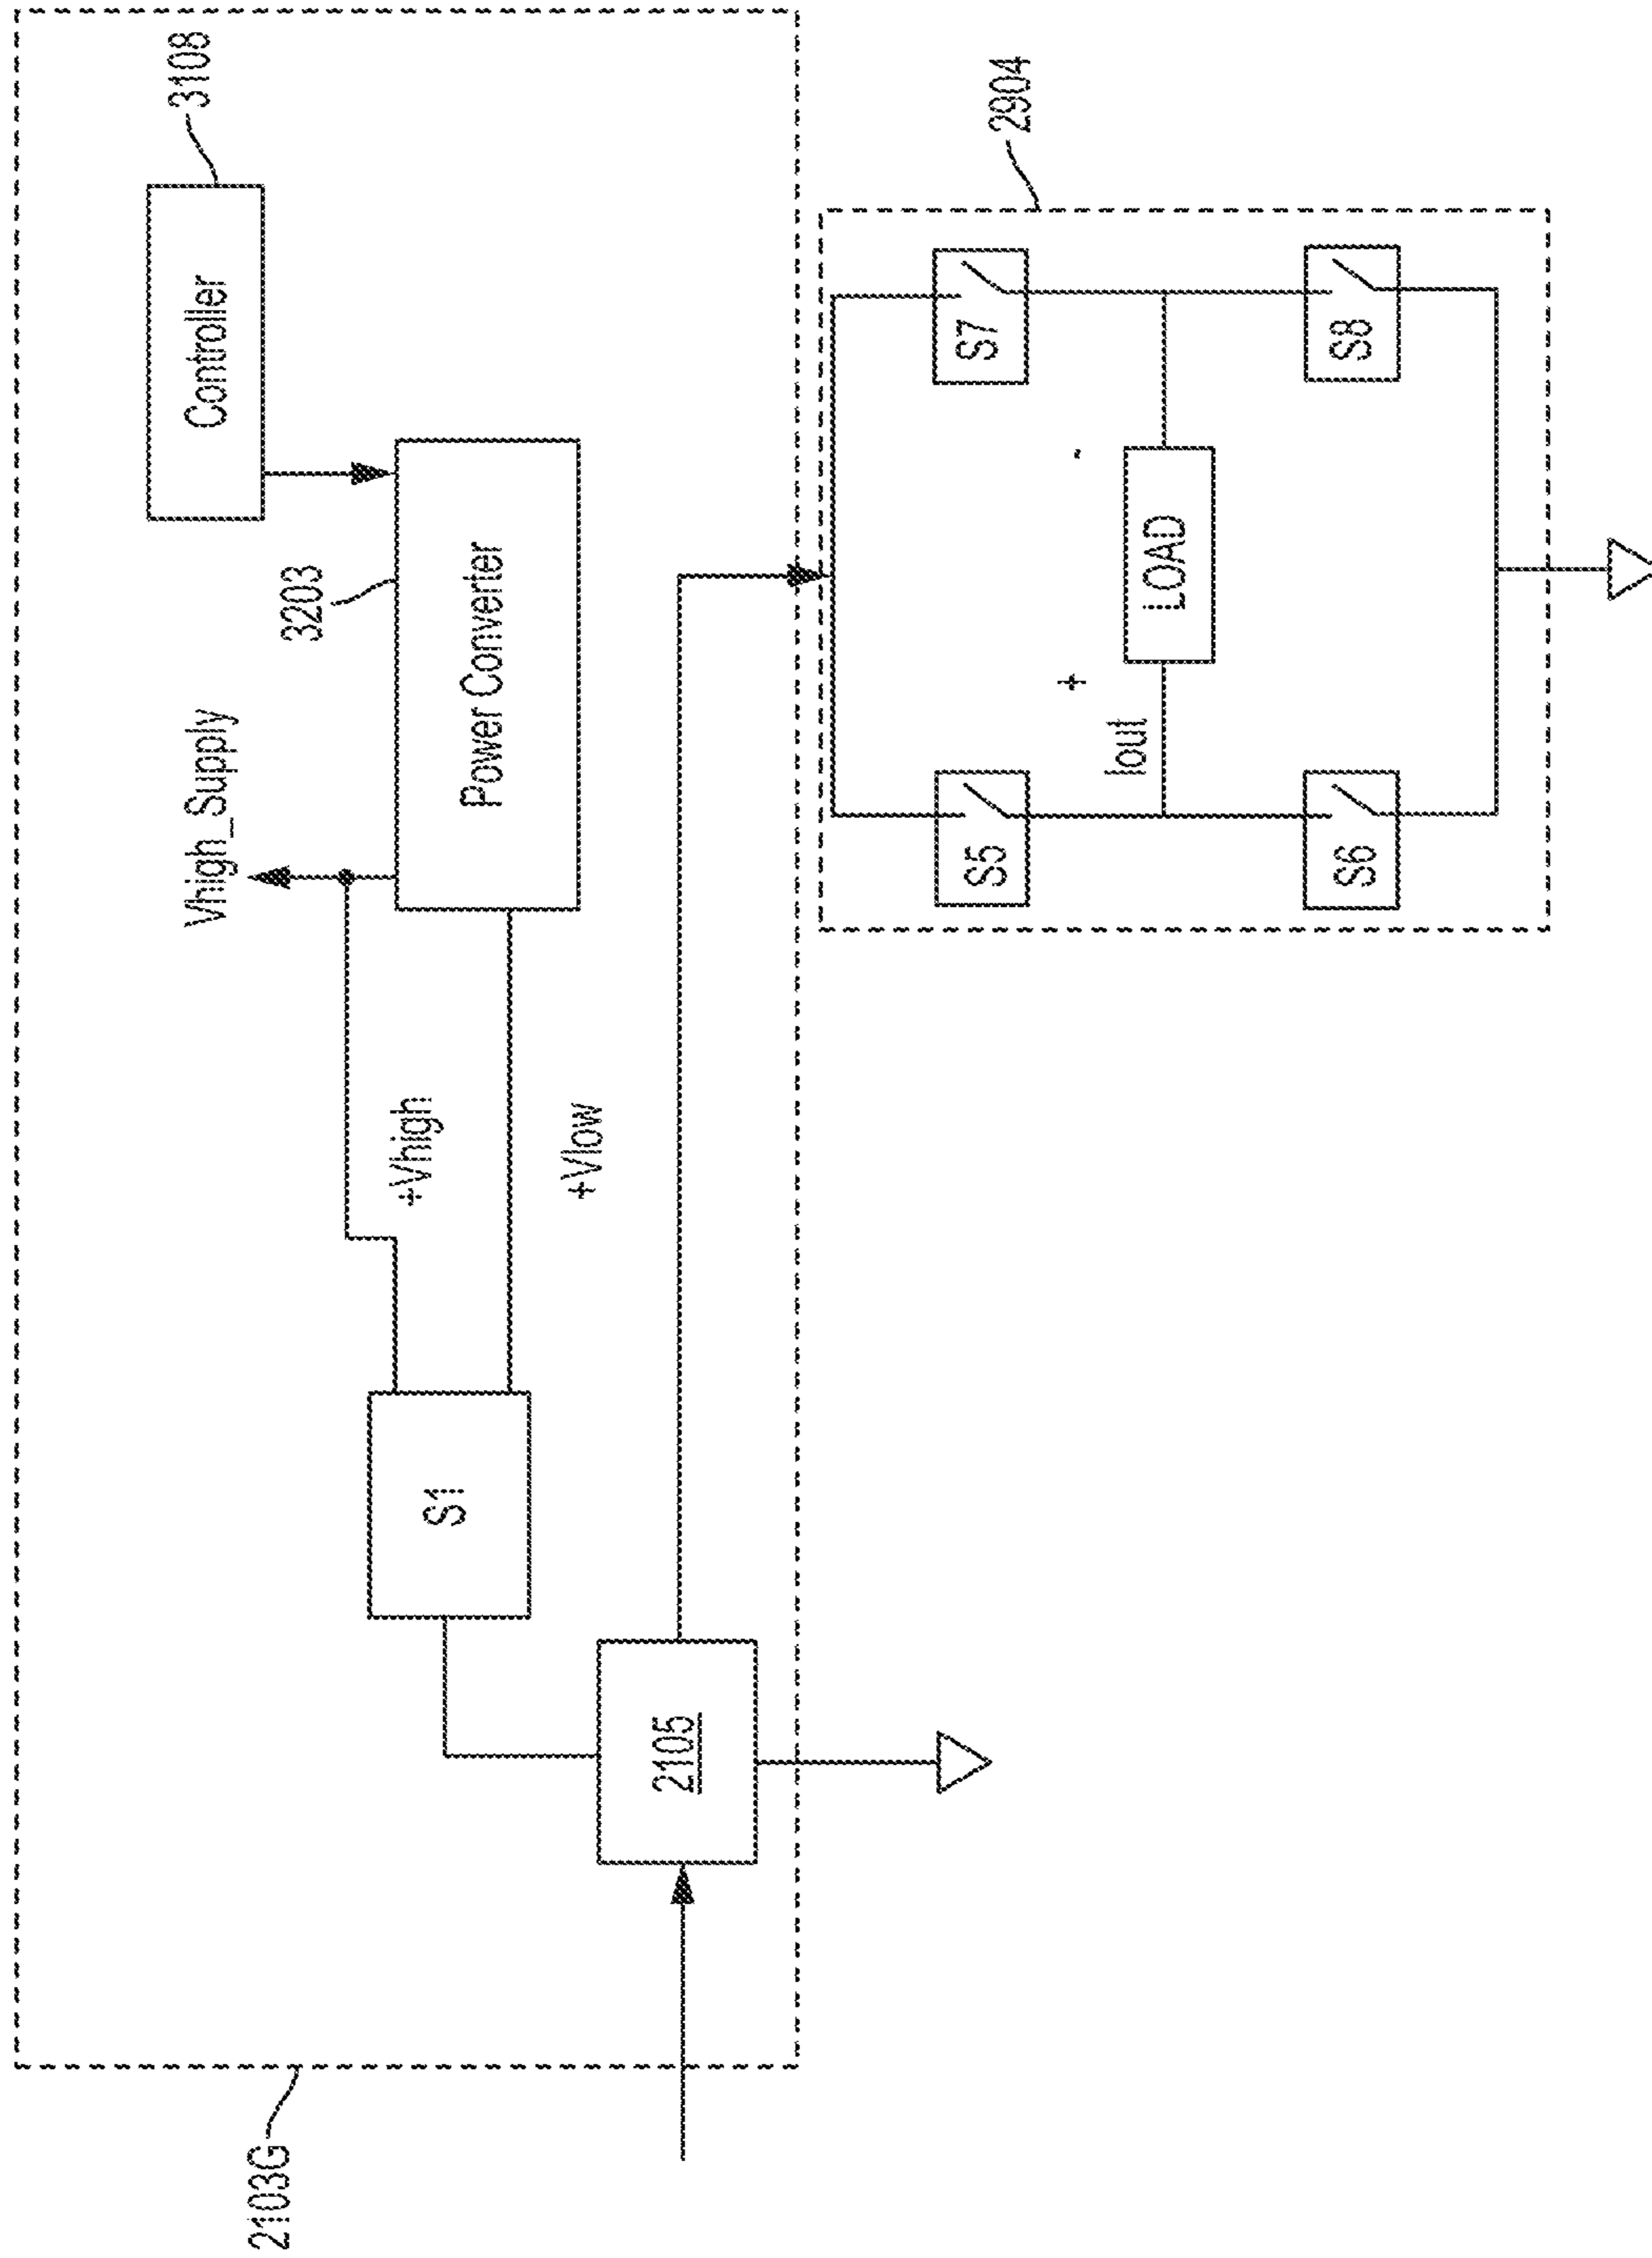 3108
Controller
Vhigh_Supply
3203
Power Converter
+Vhigh
+Vlow
S1
2105
2103G
2904
S5
S7
Iout
+
-
LOAD
S6
S8